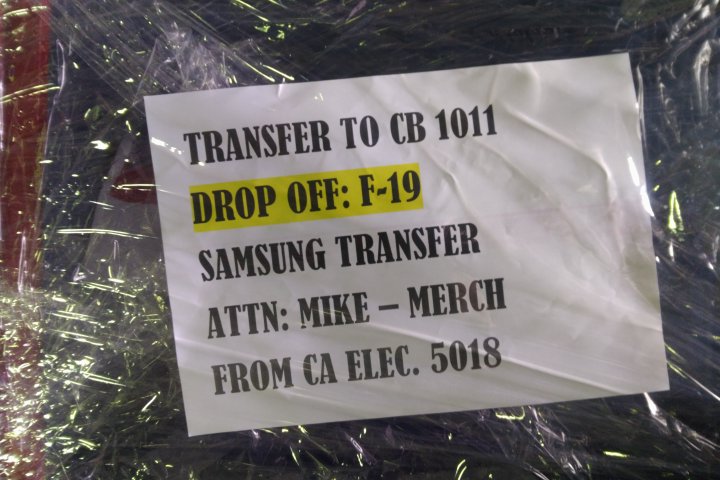 TRANSFER TO CB 1011
DROP OFF: F-19
SAMSUNG TRANSFER
ATTN: MIKE – MERCH
FROM CA ELEC. 5018